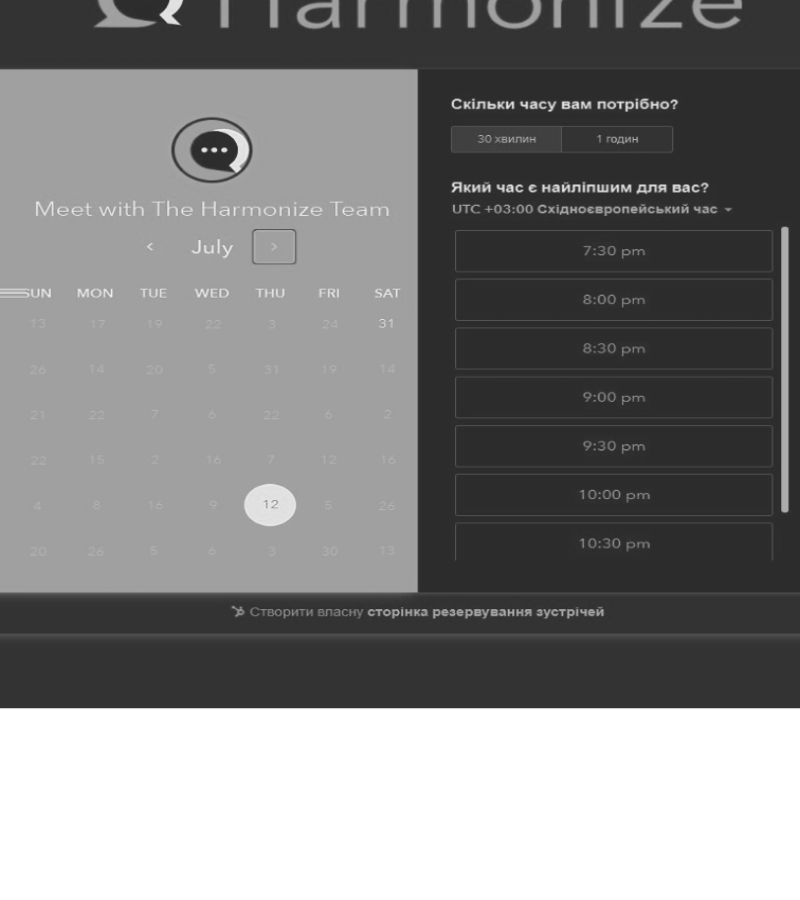 Harmonize
Meet with The Harmonize Team
July
SUN MON TUE WED THU FRI SAT
13 17 19 22 3 24 31
26 14 20 5 31 19 14
21 22 7 6 22 6 2
22 15 2 16 7 12 16
4 8 16 9 12 5 26
20 26 5 6 3 30 13
Скільки часу вам потрібно?
30 хвилин 1 годин
Який час є найліпшим для вас?
UTC +03:00 Східноєвропейський час
7:30 pm
8:00 pm
8:30 pm
9:00 pm
9:30 pm
10:00 pm
10:30 pm
Створити власну сторінка резервування зустрічей